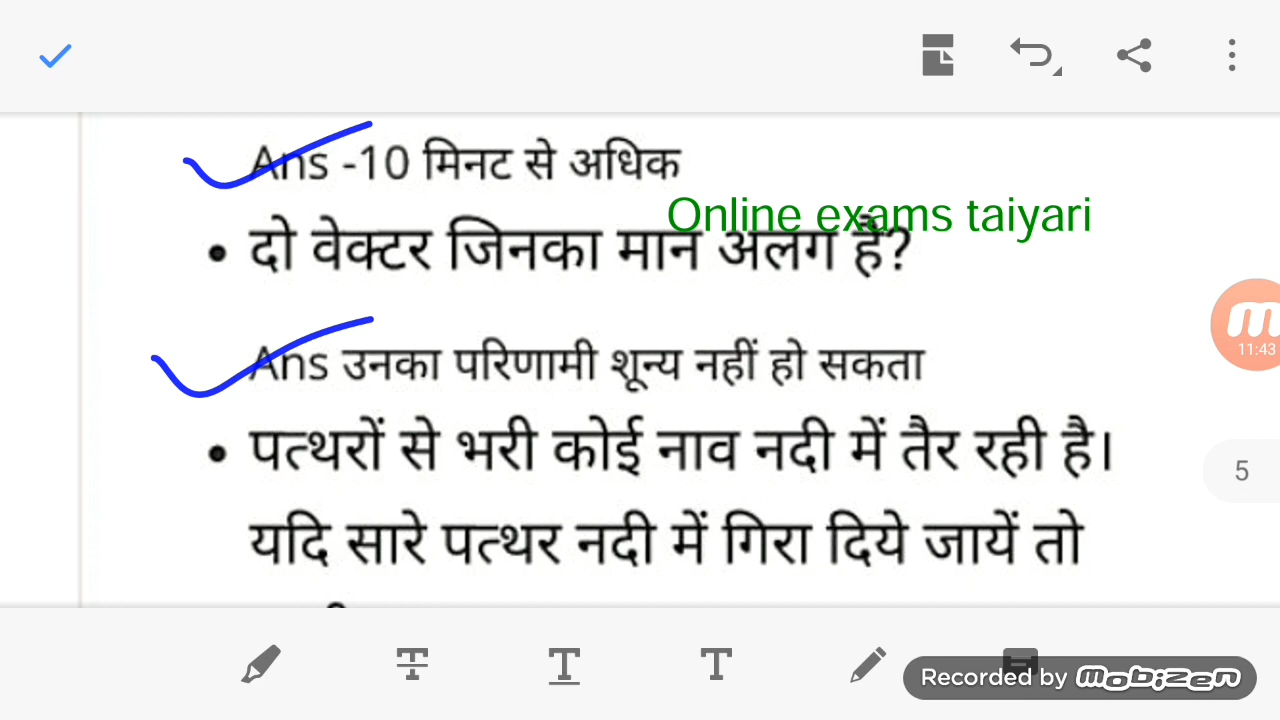 Ans -10 मिनट से अधिक
Online exams taiyari
• दो वेक्टर जिनका मान अलग हैं?
11:43
Ans उनका परिणामी शून्य नहीं हो सकता
• पत्थरों से भरी कोई नाव नदी में तैर रही है।
5
यदि सारे पत्थर नदी में गिरा दिये जायें तो
T T T
Recorded by mobizen